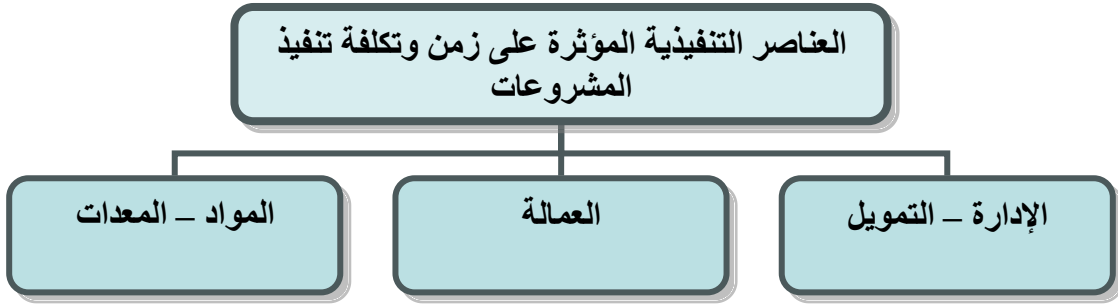 العناصر التنفيذية المؤثرة على زمن وتكلفة تنفيذ
المشروعات
الإدارة – التمويل
العمالة
المواد – المعدات